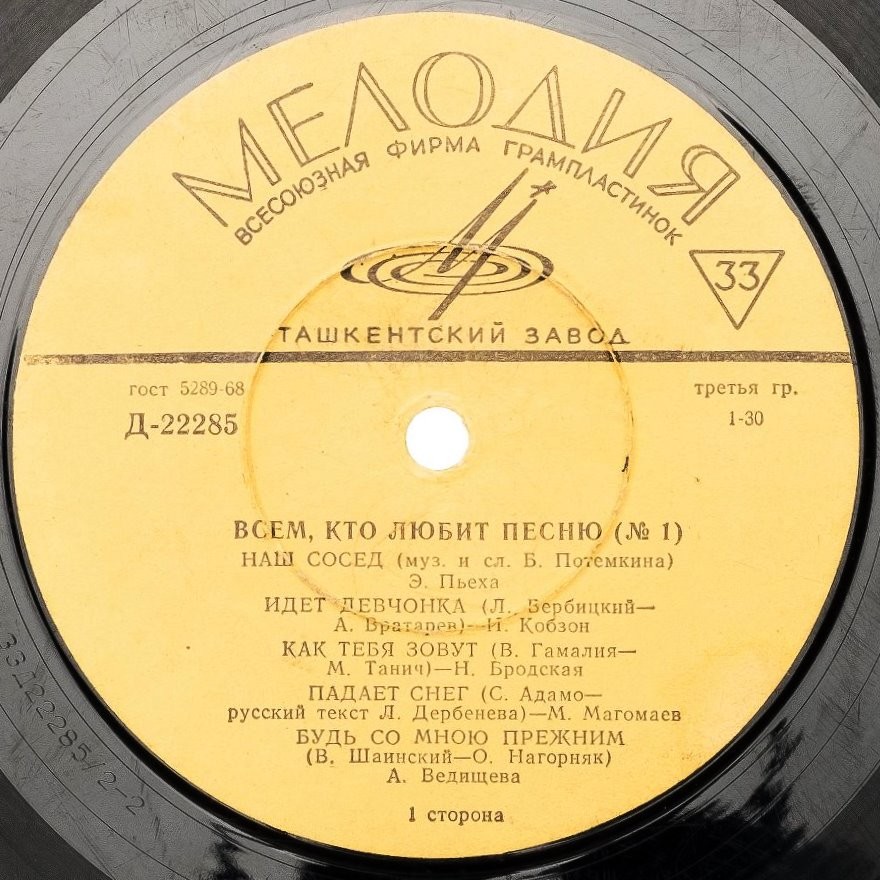 МЕЛОДИЯ
ВСЕСОЮЗНАЯ ФИРМА ГРАМПЛАСТИНОК
33
ТАШКЕНТСКИЙ ЗАВОД
гост 5289-68
третья гр.
Д-22285
1-30
ВСЕМ, КТО ЛЮБИТ ПЕСНЮ (№ 1)
НАШ СОСЕД (муз. и сл. Б. Потемкина)
Э. Пьеха
ИДЕТ ДЕВЧОНКА (Л. Вербицкий—
А. Вратарев)—И. Кобзон
КАК ТЕБЯ ЗОВУТ (В. Гамалия—
М. Танич)—Н. Бродская
ПАДАЕТ СНЕГ (С. Адамо—
русский текст Л. Дербенева)—М. Магомаев
БУДЬ СО МНОЮ ПРЕЖНИМ
(В. Шаинский—О. Нагорняк)
А. Ведищева
1 сторона
33Д22285/2-2